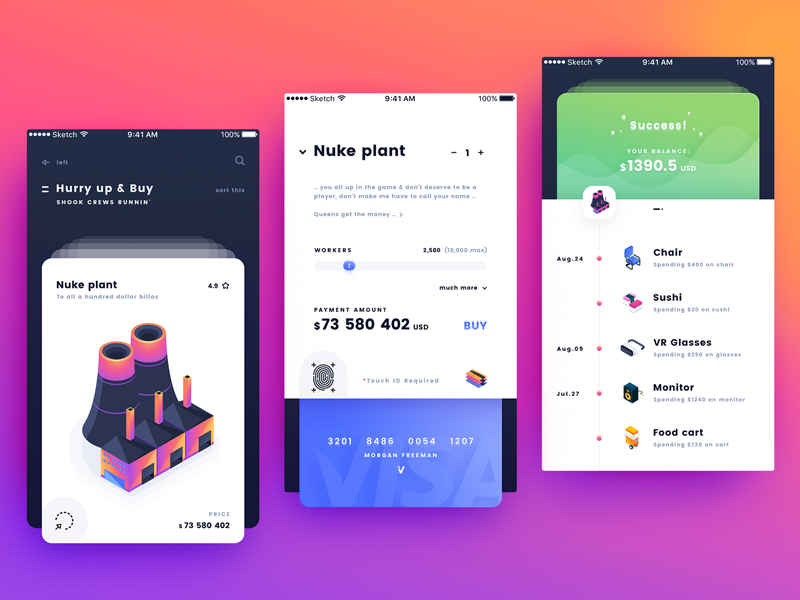 Sketch 9:41 AM 100%
left
Hurry up & Buy sort this
SHOOK CREWS RUNNIN'
Nuke plant 4.9
To all a hundred dollar billas
PRICE
$ 73 580 402
Sketch 9:41 AM 100%
Nuke plant − 1 +
.. you all up in the game & don't deserve to be a
player, don't make me have to call your name ..
Queens get the money .. >
WORKERS 2,580 (10,000 max)
much more
PAYMENT AMOUNT
$73 580 402 USD BUY
*Touch ID Required
3201 8486 0054 1207
MORGAN FREEMAN
V
VISA
Sketch 9:41 AM 100%
Success!
YOUR BALANCE:
$1390.5 USD
Aug.24 Chair
Spending $400 on chair
Sushi
Spending $20 on sushi
Aug.09 VR Glasses
Spending $350 on glasses
Jul.27 Monitor
Spending $1240 on monitor
Food cart
Spending $720 on cart